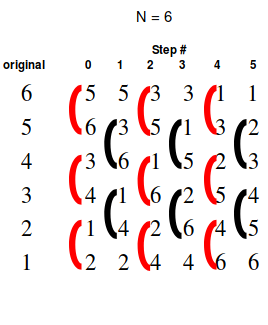 N = 6
Step #
original 0 1 2 3 4 5
6 5 5 3 3 1 1
5 6 3 5 1 3 2
4 3 6 1 5 2 3
3 4 1 6 2 5 4
2 1 4 2 6 4 5
1 2 2 4 4 6 6